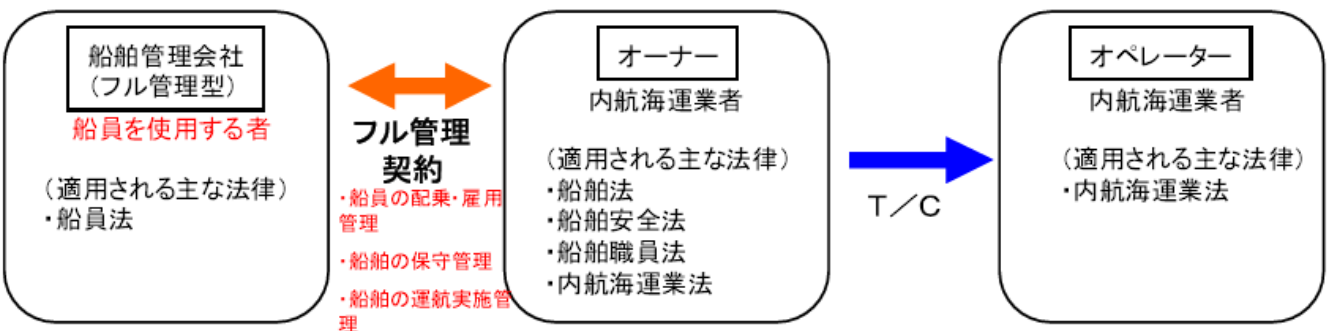 船舶管理会社
（フル管理型）
船員を使用する者
（適用される主な法律）
・船員法
フル管理
契約
・船員の配乗・雇用
管理
・船舶の保守管理
・船舶の運航実施管
理
オーナー
内航海運業者
（適用される主な法律）
・船舶法
・船舶安全法
・船舶職員法
・内航海運業法
Ｔ／Ｃ
オペレーター
内航海運業者
（適用される主な法律）
・内航海運業法